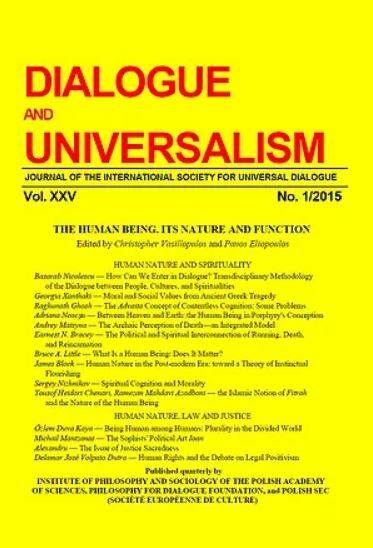 DIALOGUE
AND
UNIVERSALISM
JOURNAL OF THE INTERNATIONAL SOCIETY FOR UNIVERSAL DIALOGUE
Vol. XXV No. 1/2015
THE HUMAN BEING. ITS NATURE AND FUNCTION
Edited by Christopher Vasillopulos and Panos Eliopoulos
HUMAN NATURE AND SPIRITUALITY
Basarab Nicolescu — How Can We Enter in Dialogue? Transdisciplinary Methodology
of the Dialogue between People, Cultures, and Spiritualities
Georgia Xanthaki — Moral and Social Values from Ancient Greek Tragedy
Raghunath Ghosh — The Advaita Concept of Contentless Cognition: Some Problems
Adriana Neacșu — Between Heaven and Earth: the Human Being in Porphyry's Conception
Andrey Matsyna — The Archaic Perception of Death—an Integrated Model
Earnest N. Bracey — The Political and Spiritual Interconnection of Running, Death,
and Reincarnation
Bruce A. Little — What Is a Human Being: Does It Matter?
James Block — Human Nature in the Post-modern Era: toward a Theory of Instinctual
Flourishing
Sergey Nizhnikov — Spiritual Cognition and Morality
Yousof Heidari Chenari, Ramezan Mahdavi Azadboni — the Islamic Notion of Fitrah
and the Nature of the Human Being
HUMAN NATURE, LAW AND JUSTICE
Özlem Duva Kaya — Being Human among Humans: Plurality in the Divided World
Michail Mantzanas — The Sophists' Political Art Ioan
Alexandru — The Issue of Justice Sacredness
Delamar José Volpato Dutra — Human Rights and the Debate on Legal Positivism
Published quarterly by
INSTITUTE OF PHILOSOPHY AND SOCIOLOGY OF THE POLISH ACADEMY
OF SCIENCES, PHILOSOPHY FOR DIALOGUE FOUNDATION, and POLISH SEC
(SOCIÉTÉ EUROPÉENNE DE CULTURE)